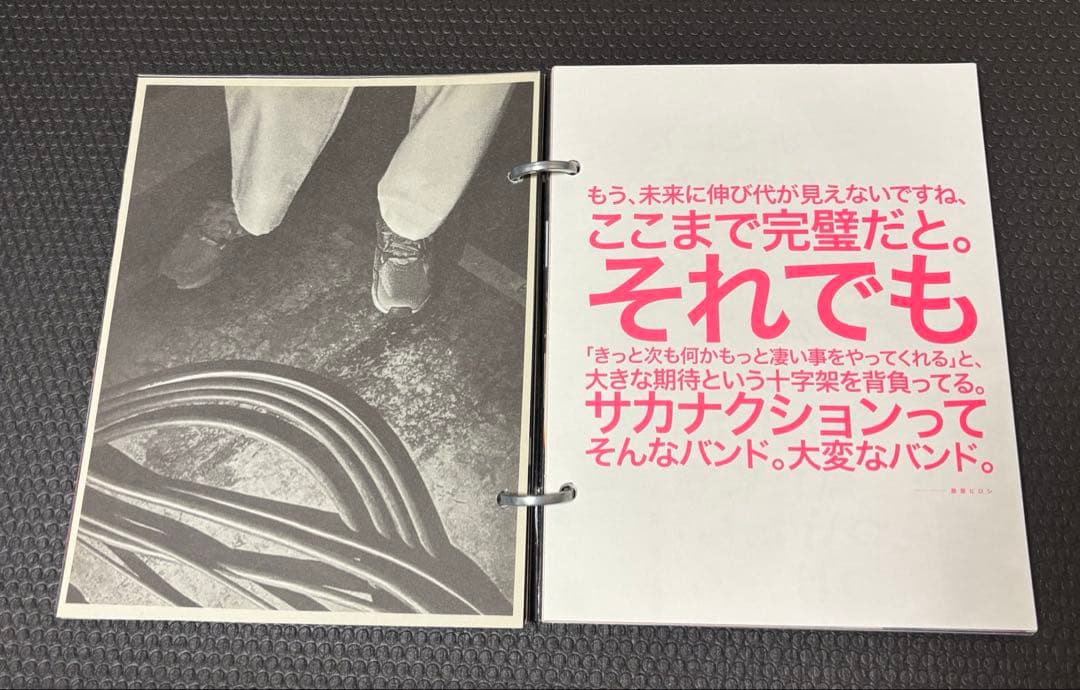 もう、未来に伸び代が見えないですね、
ここまで完璧だと。
それでも
「きっと次も何かもっと凄い事をやってくれる」と、
大きな期待という十字架を背負ってる。
サカナクションって
そんなバンド。大変なバンド。